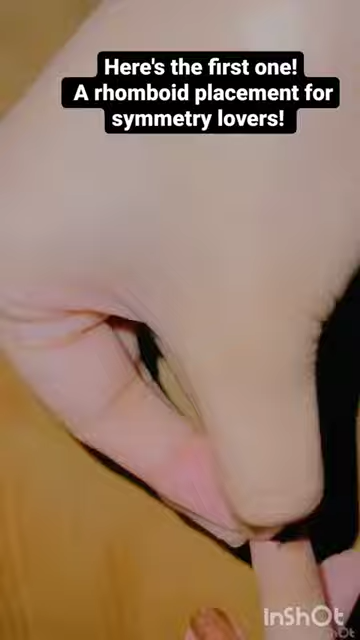 Here's the first one!
A rhomboid placement for
symmetry lovers!
InShOt